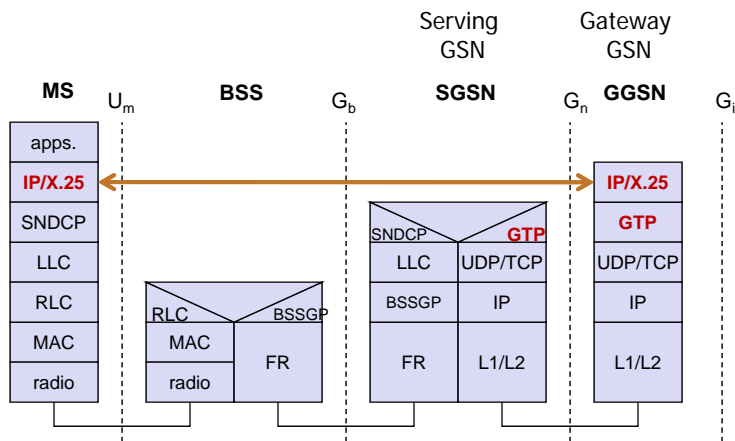 Serving Gateway
GSN GSN
MS BSS SGSN GGSN
Um Gb Gn Gi
apps.
IP/X.25 IP/X.25
SNDCP SNDCP GTP GTP
LLC LLC UDP/TCP UDP/TCP
RLC RLC BSSGP BSSGP IP IP
MAC MAC FR FR L1/L2 L1/L2
radio radio